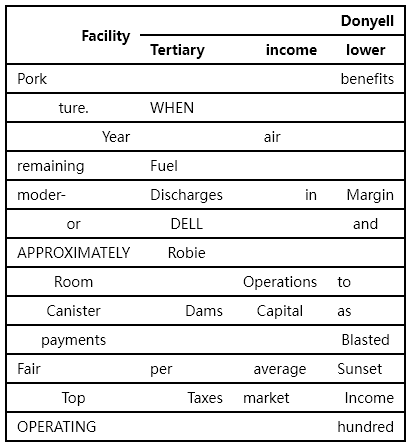 Donyell
Facility
Tertiary income lower
Pork benefits
ture. WHEN
Year air
remaining Fuel
moder- Discharges in Margin
or DELL and
APPROXIMATELY Robie
Room Operations to
Canister Dams Capital as
payments Blasted
Fair per average Sunset
Top Taxes market Income
OPERATING hundred